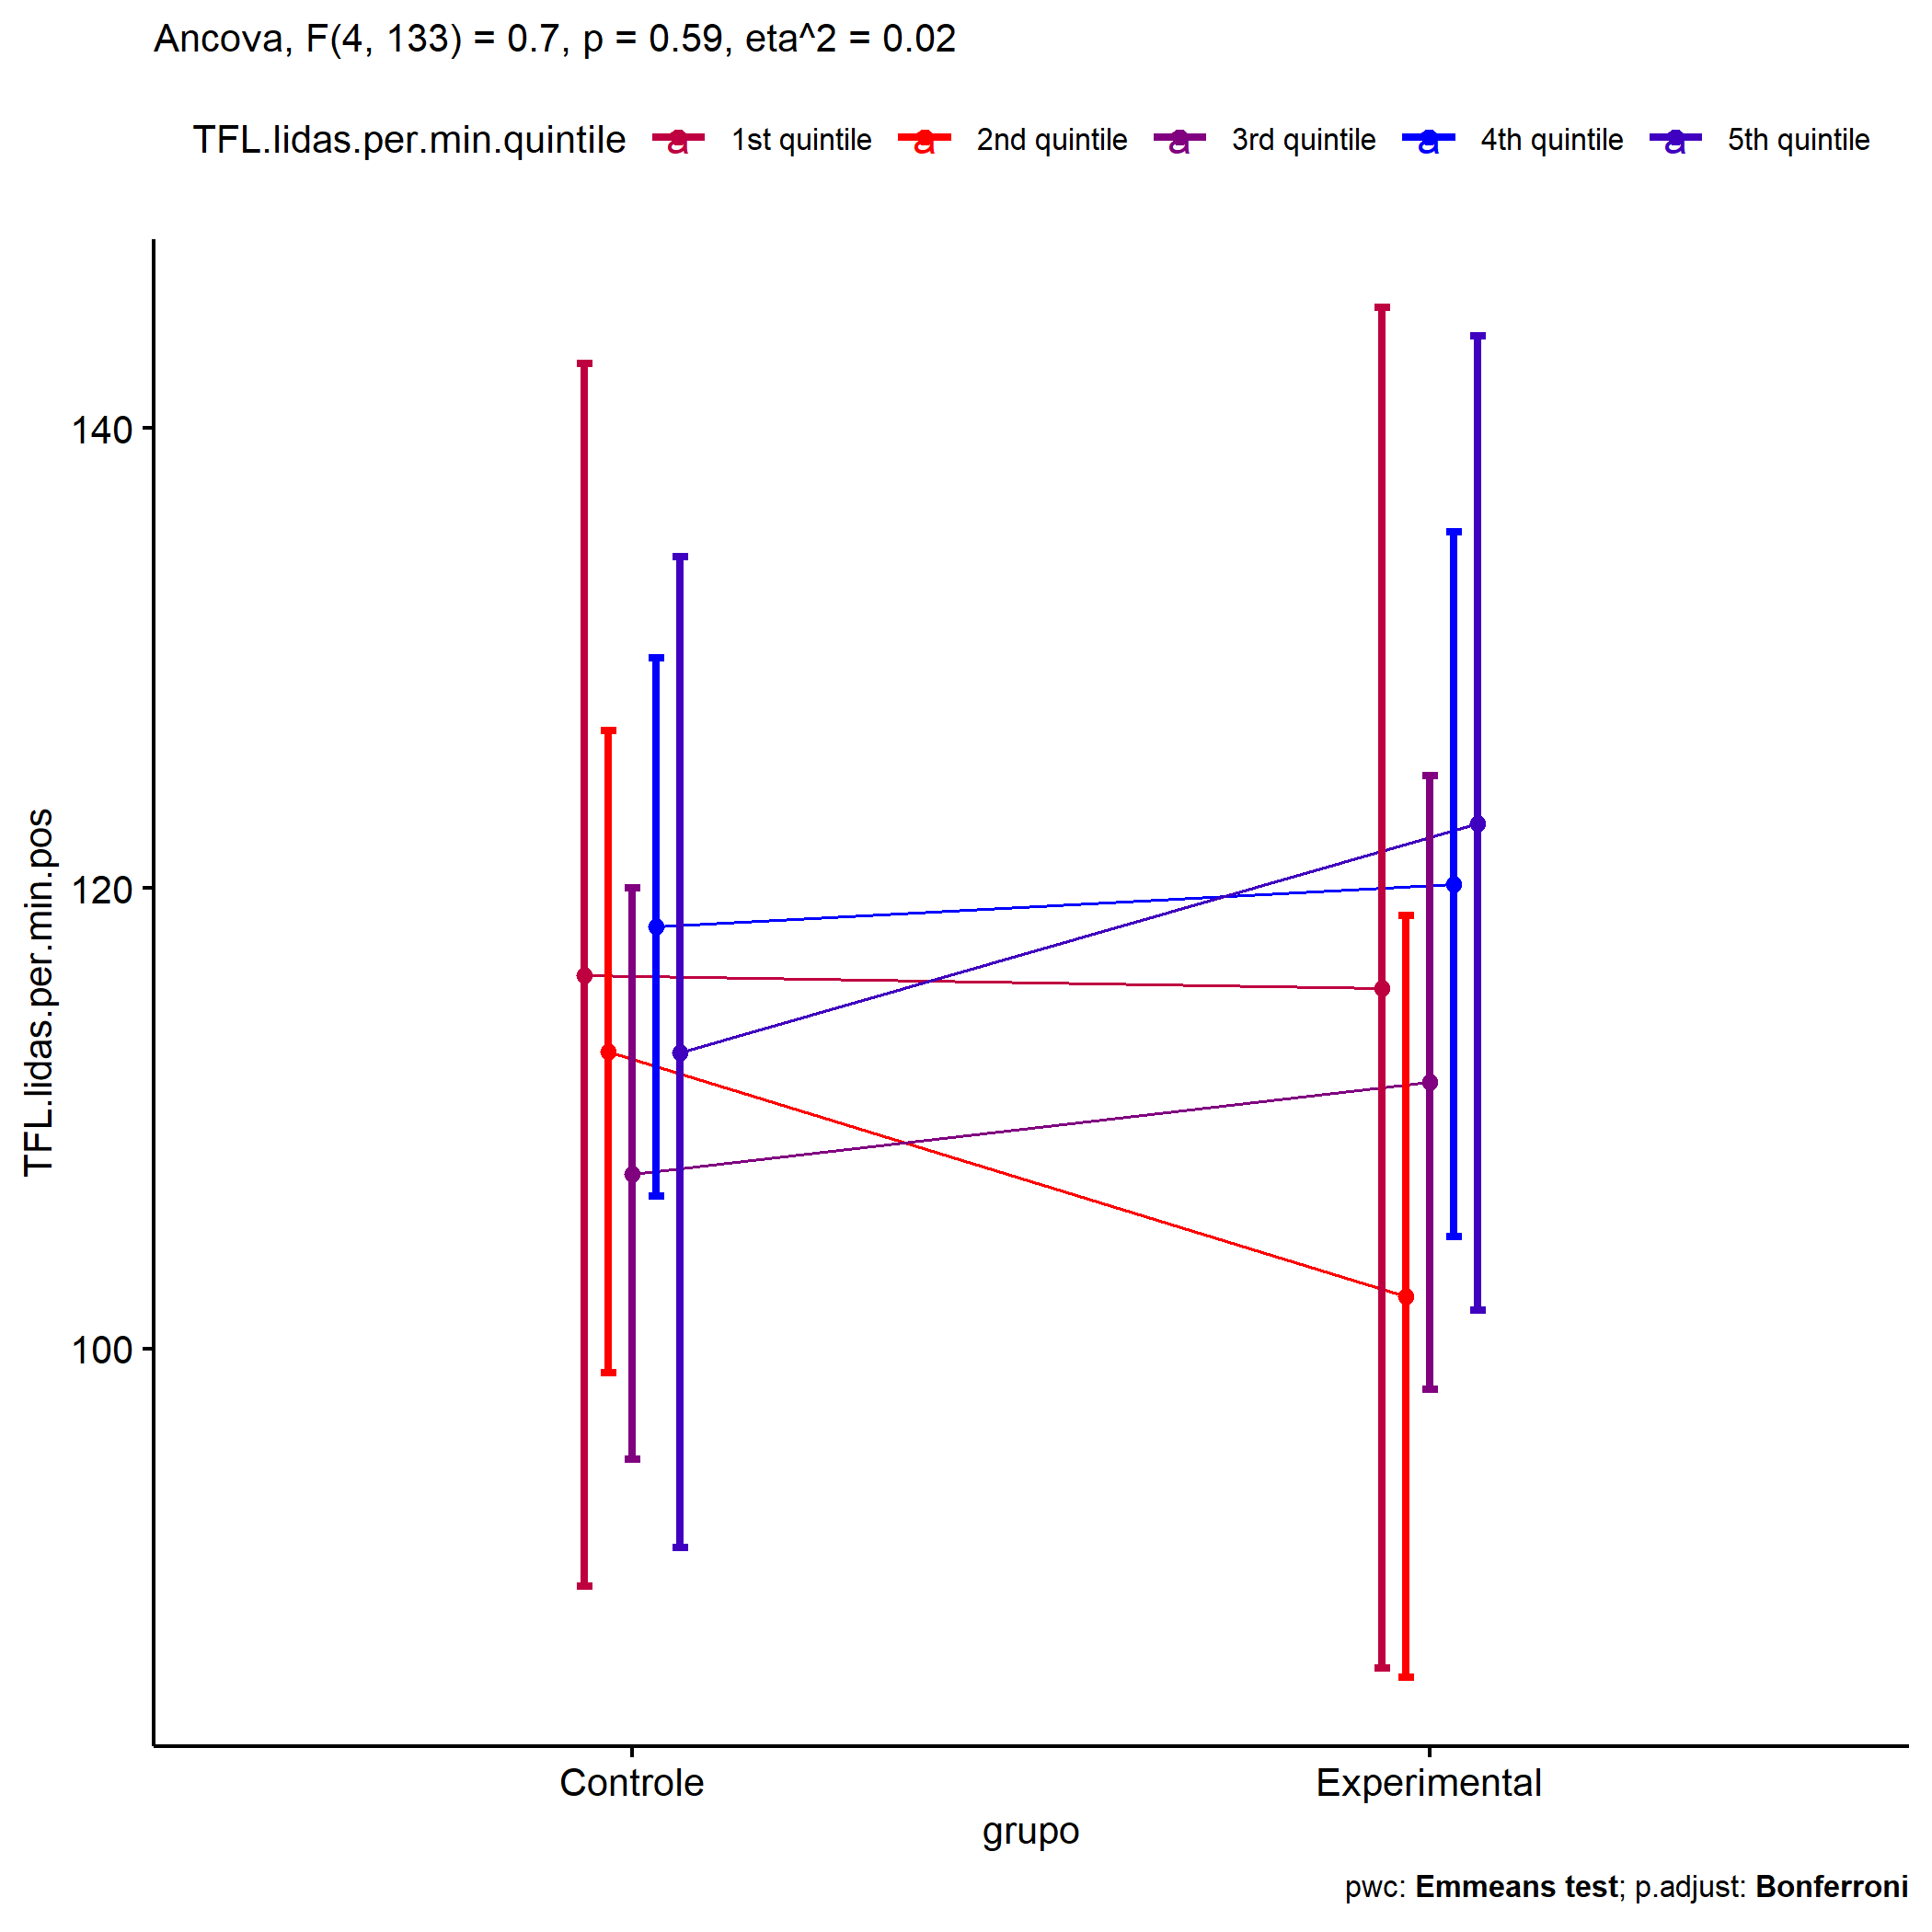 Ancova, F(4, 133) = 0.7, p = 0.59, eta^2 = 0.02
TFL.lidas.per.min.quintile a 1st quintile a 2nd quintile a 3rd quintile a 4th quintile a 5th quintile
140
120
100
TFL.lidas.per.min.pos
Controle Experimental
grupo
pwc: Emmeans test; p.adjust: Bonferroni